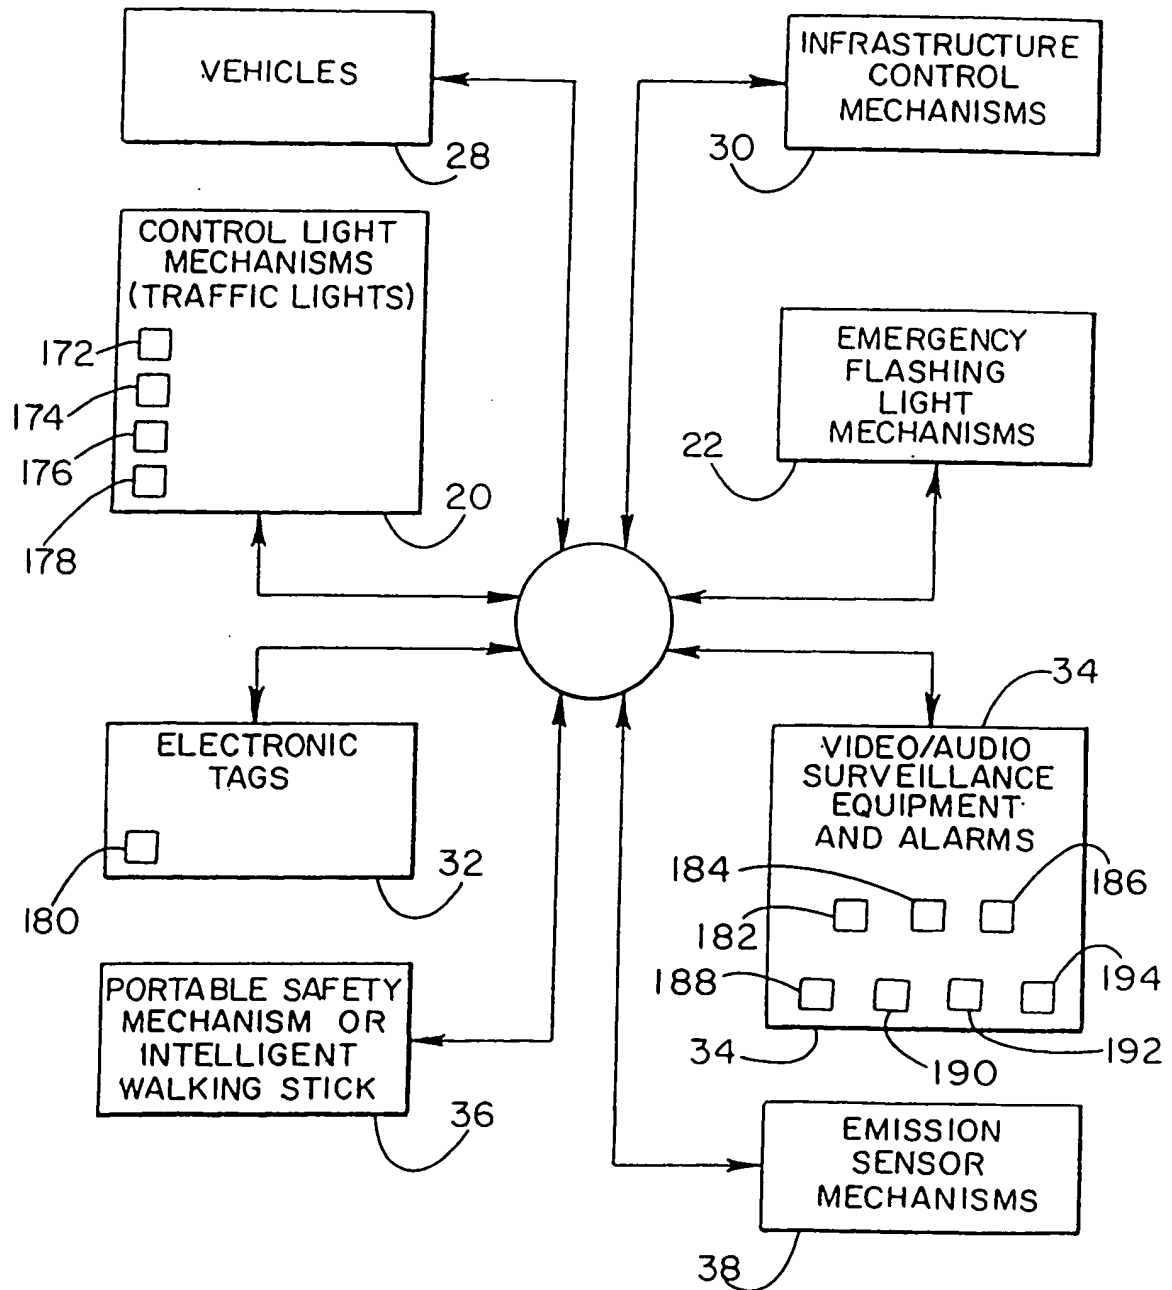 VEHICLES
28
INFRASTRUCTURE
CONTROL
MECHANISMS
30
CONTROL LIGHT
MECHANISMS
(TRAFFIC LIGHTS)
172
174
176
178
20
EMERGENCY
FLASHING
LIGHT
MECHANISMS
22
ELECTRONIC
TAGS
180
32
34
VIDEO/AUDIO
SURVEILLANCE
EQUIPMENT
AND ALARMS
184
186
182
188
194
34
190
192
PORTABLE SAFETY
MECHANISM OR
INTELLIGENT
WALKING STICK
36
EMISSION
SENSOR
MECHANISMS
38